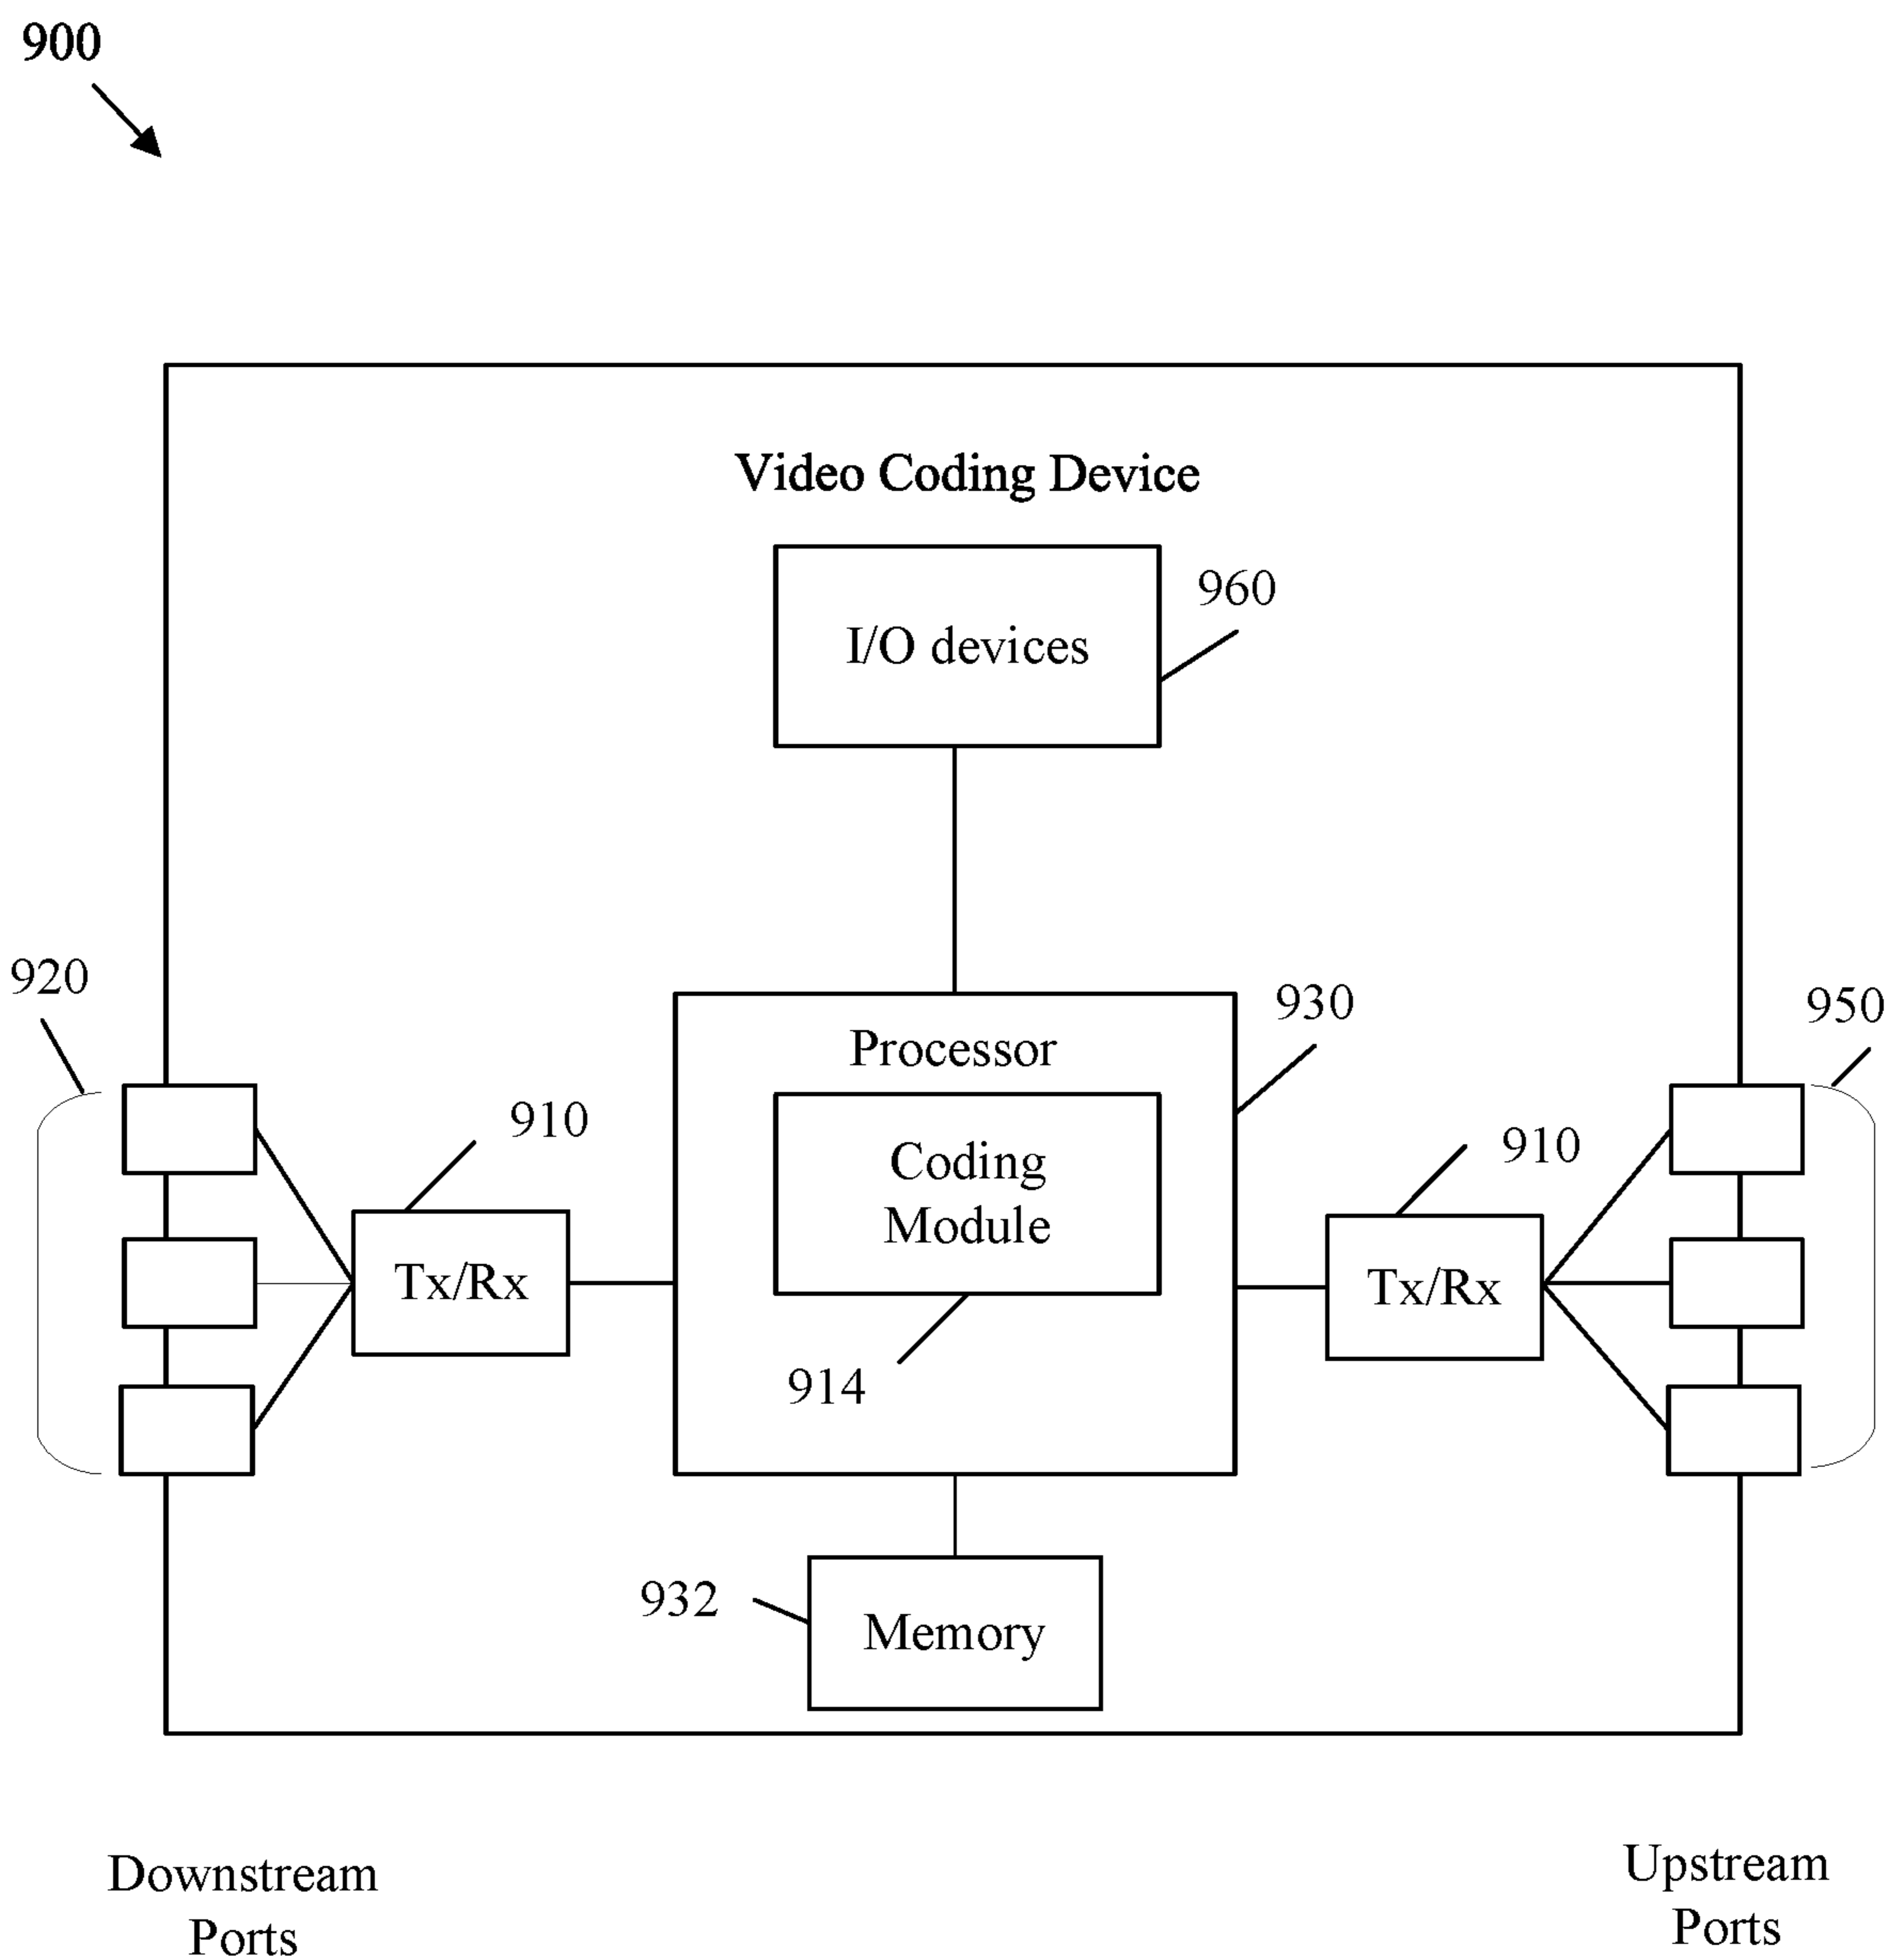 900
Video Coding Device
I/O devices
960
920
930
950
Processor
910
910
Coding
Module
Tx/Rx
Tx/Rx
914
932
Memory
Downstream
Ports
Upstream
Ports